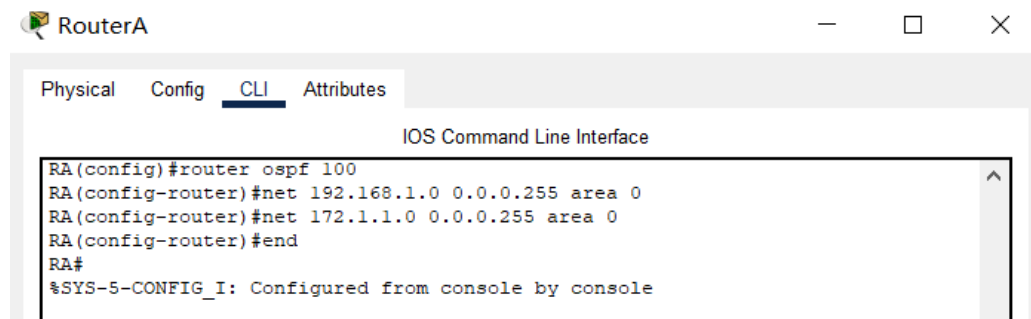 RouterA
Physical Config CLI Attributes
IOS Command Line Interface
RA(config)#router ospf 100
RA(config-router)#net 192.168.1.0 0.0.0.255 area 0
RA(config-router)#net 172.1.1.0 0.0.0.255 area 0
RA(config-router)#end
RA#
%SYS-5-CONFIG_I: Configured from console by console